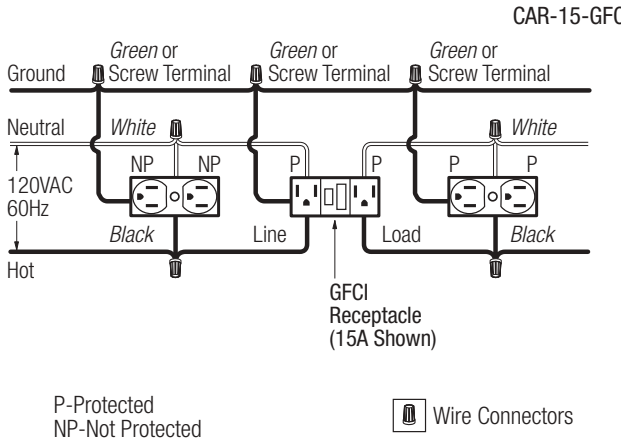 CAR-15-GFC
Green or Screw Terminal
Green or Screw Terminal
Green or Screw Terminal
Ground
Neutral
White
White
NP
NP
P
P
P
P
120VAC
60Hz
Black
Line
Load
Black
Hot
GFCI
Receptacle
(15A Shown)
P-Protected
NP-Not Protected
Wire Connectors